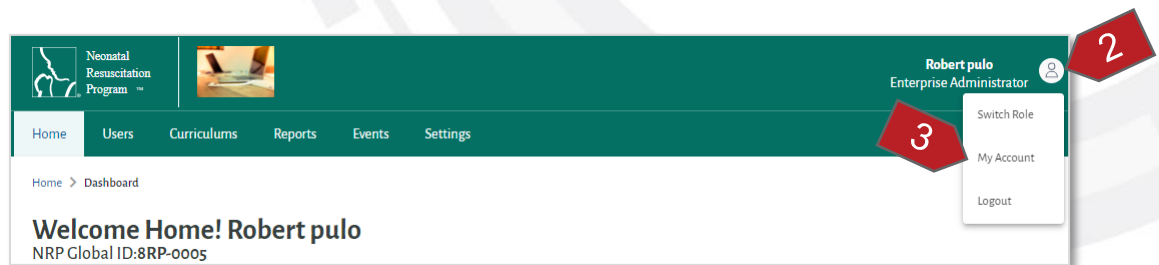 2
Neonatal
Resuscitation
Program ™
Robert pulo
Enterprise Administrator
Home Users Curriculums Reports Events Settings
Switch Role
3
My Account
Logout
Home > Dashboard
Welcome Home! Robert pulo
NRP Global ID:8RP-0005